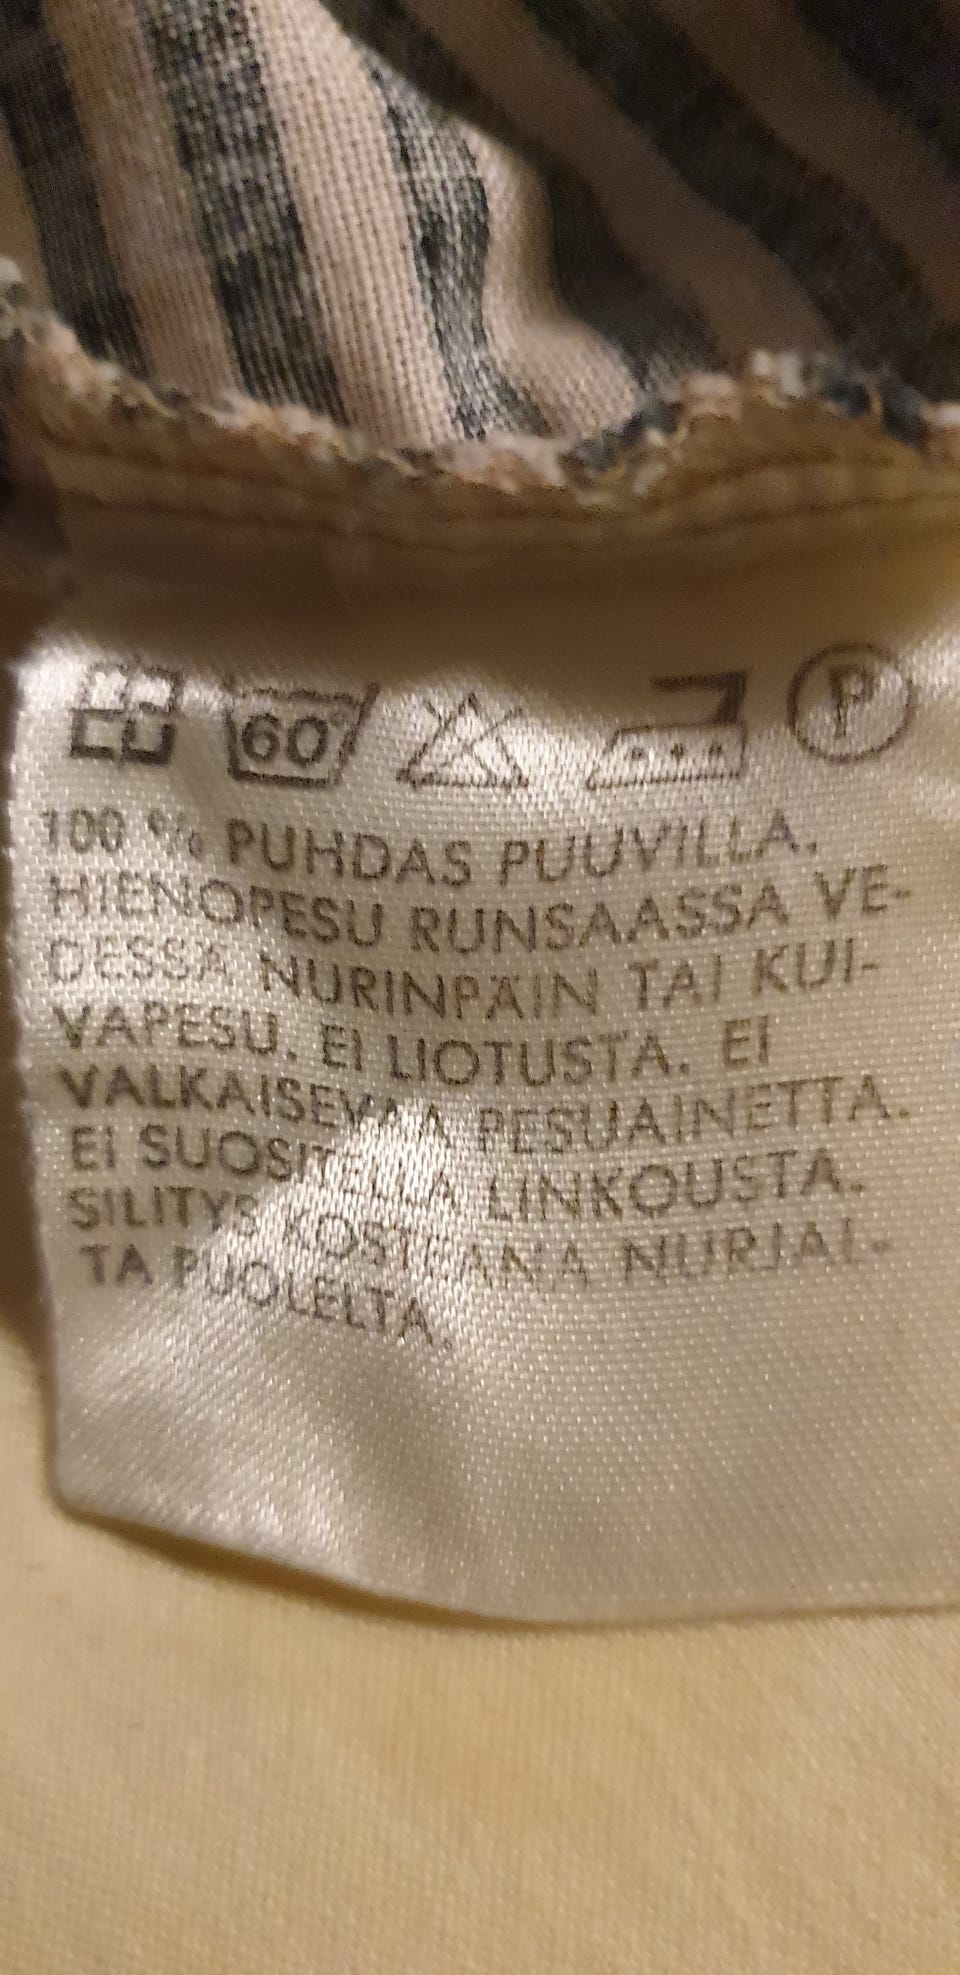 60° P
100 % PUHDAS PUUVILLA.
HIENOPESU RUNSAASSA VE-
DESSÄ NURINPÄIN TAI KUI-
VAPESU. EI LIOTUSTA. EI
VALKAISEVAA PESUAINETTA.
EI SUOSITELLA LINKOUSTA.
SILITYS KOSTEANA NURJAL-
TA PUOLELTA.